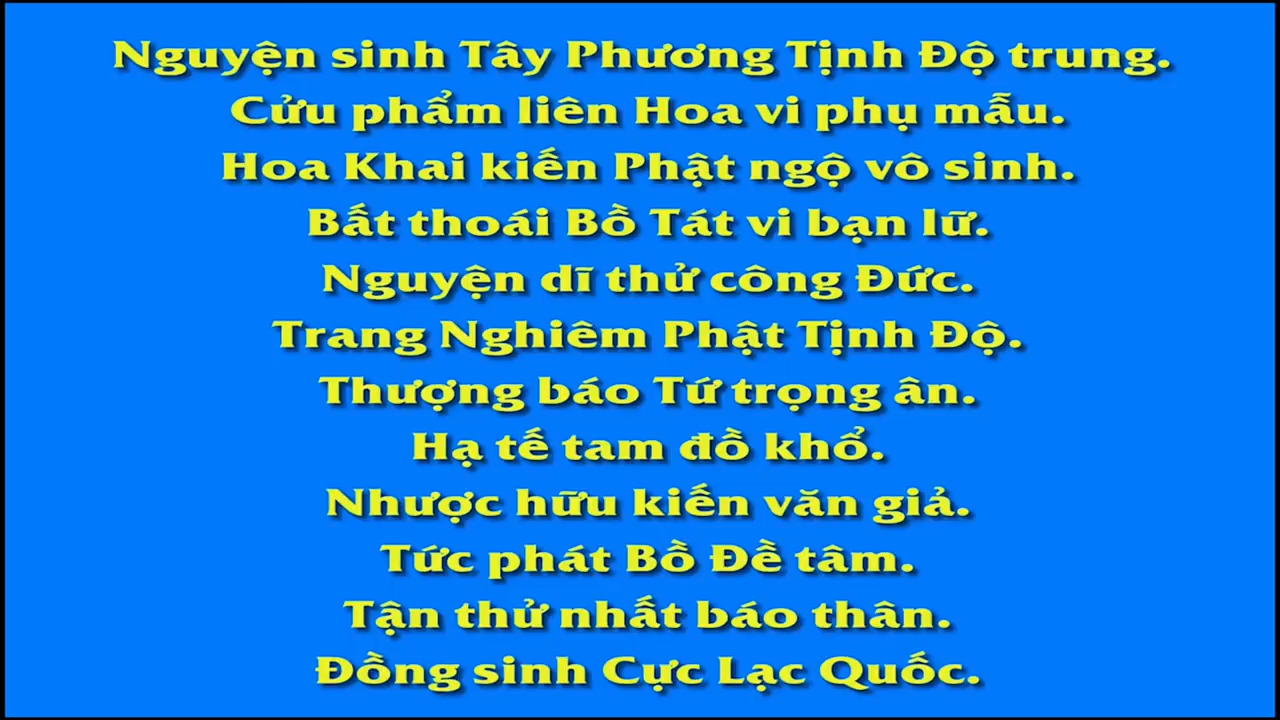 Nguyện sinh Tây Phương Tịnh Độ trung.
Cửu phẩm liên Hoa vi phụ mẫu.
Hoa Khai kiến Phật ngộ vô sinh.
Bất thoái Bồ Tát vi bạn lữ.
Nguyện dĩ thử công Đức.
Trang Nghiêm Phật Tịnh Độ.
Thượng báo Tứ trọng ân.
Hạ tế tam đồ khổ.
Nhược hữu kiến văn giả.
Tức phát Bồ Đề tâm.
Tận thử nhất báo thân.
Đồng sinh Cực Lạc Quốc.